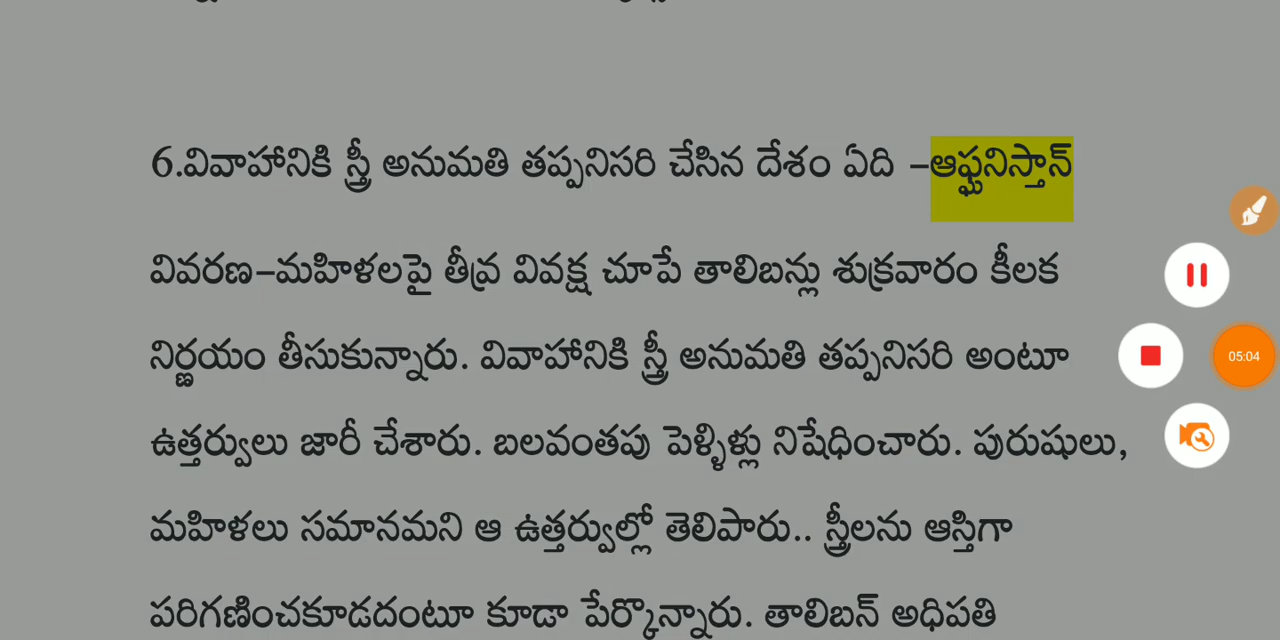 6.వివాహానికి స్త్రీ అనుమతి తప్పనిసరి చేసిన దేశం ఏది –ఆఫ్ఘనిస్తాన్
వివరణ–మహిళలపై తీవ్ర వివక్ష చూపే తాలిబన్లు శుక్రవారం కీలక
నిర్ణయం తీసుకున్నారు. వివాహానికి స్త్రీ అనుమతి తప్పనిసరి అంటూ
05:04
ఉత్తర్వులు జారీ చేశారు. బలవంతపు పెళ్ళిళ్లు నిషేధించారు. పురుషులు,
మహిళలు సమానమని ఆ ఉత్తర్వుల్లో తెలిపారు.. స్త్రీలను ఆస్తిగా
పరిగణించకూడదంటూ కూడా పేర్కొన్నారు. తాలిబన్ అధిపతి